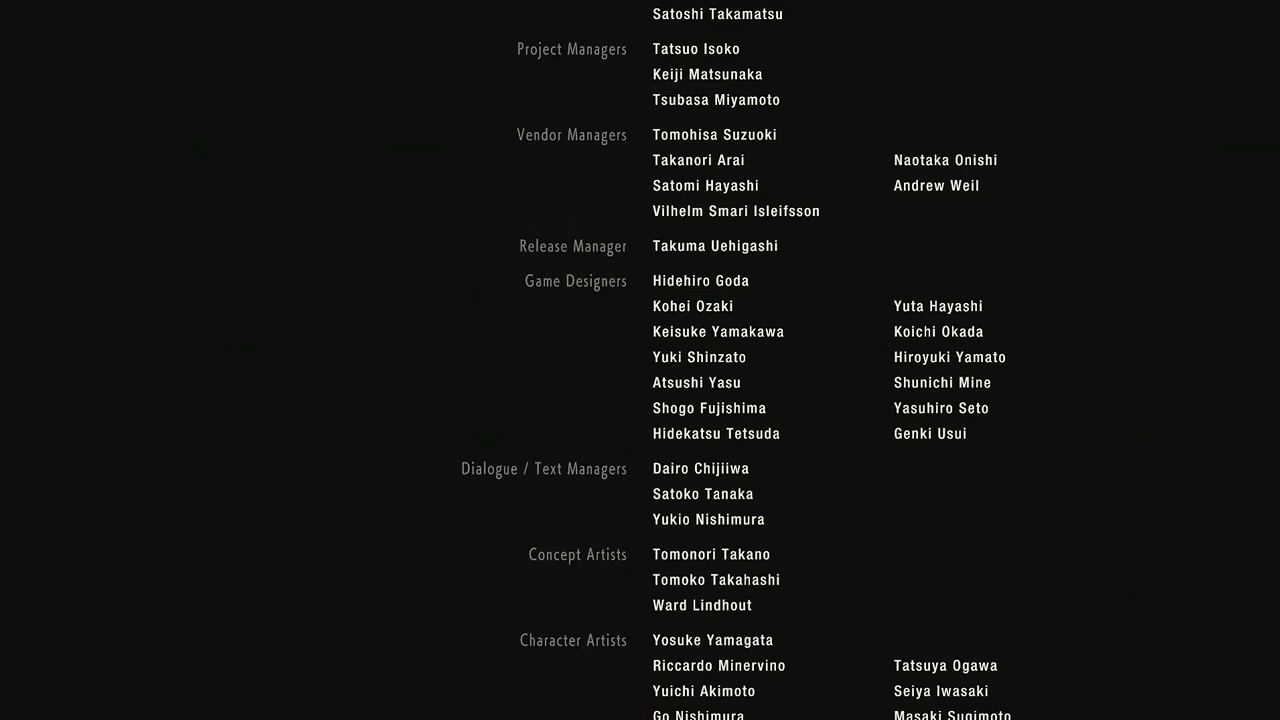 Satoshi Takamatsu
Project Managers Tatsuo Isoko
Keiji Matsunaka
Tsubasa Miyamoto
Vendor Managers Tomohisa Suzuoki
Takanori Arai Naotaka Onishi
Satomi Hayashi Andrew Weil
Vilhelm Smari Isleifsson
Release Manager Takuma Uehigashi
Game Designers Hidehiro Goda
Kohei Ozaki Yuta Hayashi
Keisuke Yamakawa Koichi Okada
Yuki Shinzato Hiroyuki Yamato
Atsushi Yasu Shunichi Mine
Shogo Fujishima Yasuhiro Seto
Hidekatsu Tetsuda Genki Usui
Dialogue / Text Managers Dairo Chijiiwa
Satoko Tanaka
Yukio Nishimura
Concept Artists Tomonori Takano
Tomoko Takahashi
Ward Lindhout
Character Artists Yosuke Yamagata
Riccardo Minervino Tatsuya Ogawa
Yuichi Akimoto Seiya Iwasaki
Go Nishimura Masaki Sugimoto